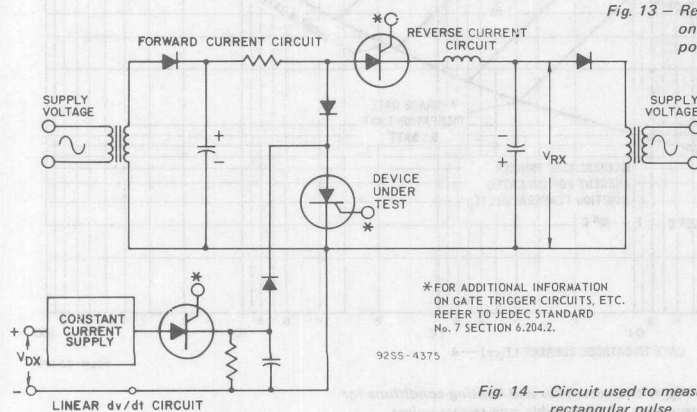 Fig. 13 — Re
on
po
FORWARD CURRENT CIRCUIT
*
REVERSE CURRENT
CIRCUIT
SUPPLY
VOLTAGE
+
−
−
+
VRX
SUPPLY
VOLTAGE
DEVICE
UNDER
TEST
*
*
CONSTANT
CURRENT
SUPPLY
+
VDX
−
LINEAR dv/dt CIRCUIT
* FOR ADDITIONAL INFORMATION
ON GATE TRIGGER CIRCUITS, ETC.
REFER TO JEDEC STANDARD
No. 7 SECTION 6.204.2.
92SS-4375
Fig. 14 — Circuit used to meas
rectangular pulse